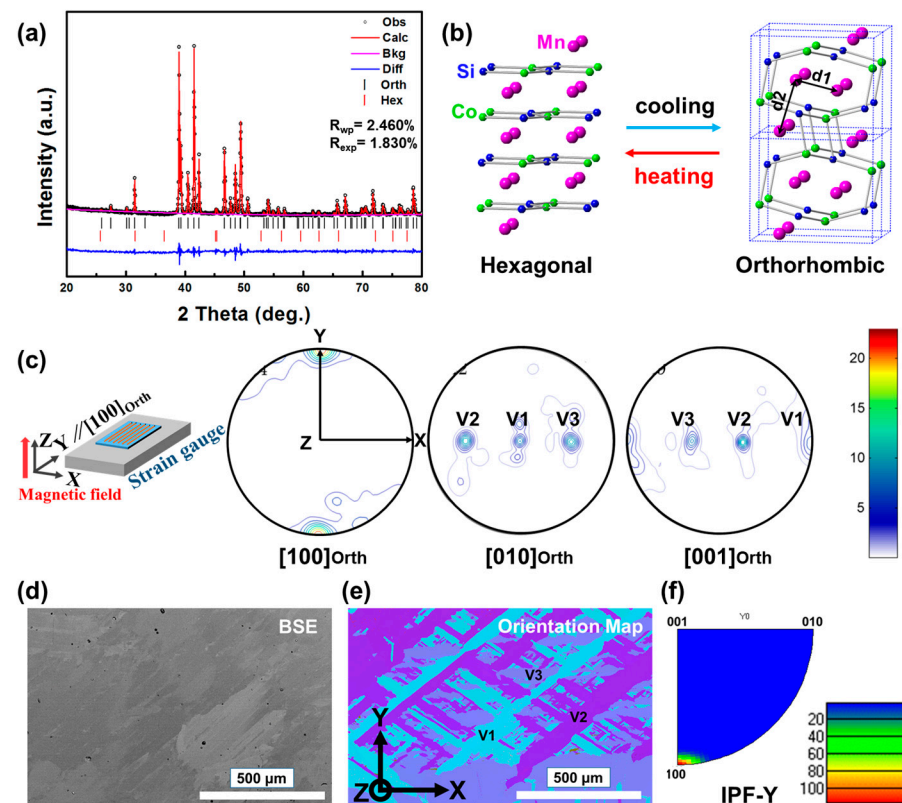 (a)
Obs
Calc
Bkg
Diff
Orth
Hex
Rwp= 2.460%
Rexp= 1.830%
Intensity (a.u.)
20 30 40 50 60 70 80
2 Theta (deg.)
(b)
Mn
Si
Co
cooling
heating
d1
d2
Hexagonal
Orthorhombic
(c)
Z
Y //[100]Orth
X
Strain gauge
Magnetic field
Y
Z
X
[100]Orth
V2 V1 V3
[010]Orth
V3 V2 V1
[001]Orth
20
15
10
5
(d)
BSE
500 µm
(e)
Orientation Map
V3
V2
V1
Y
Z
X
500 µm
(f)
Y0
001
010
100
20
40
60
80
100
IPF-Y